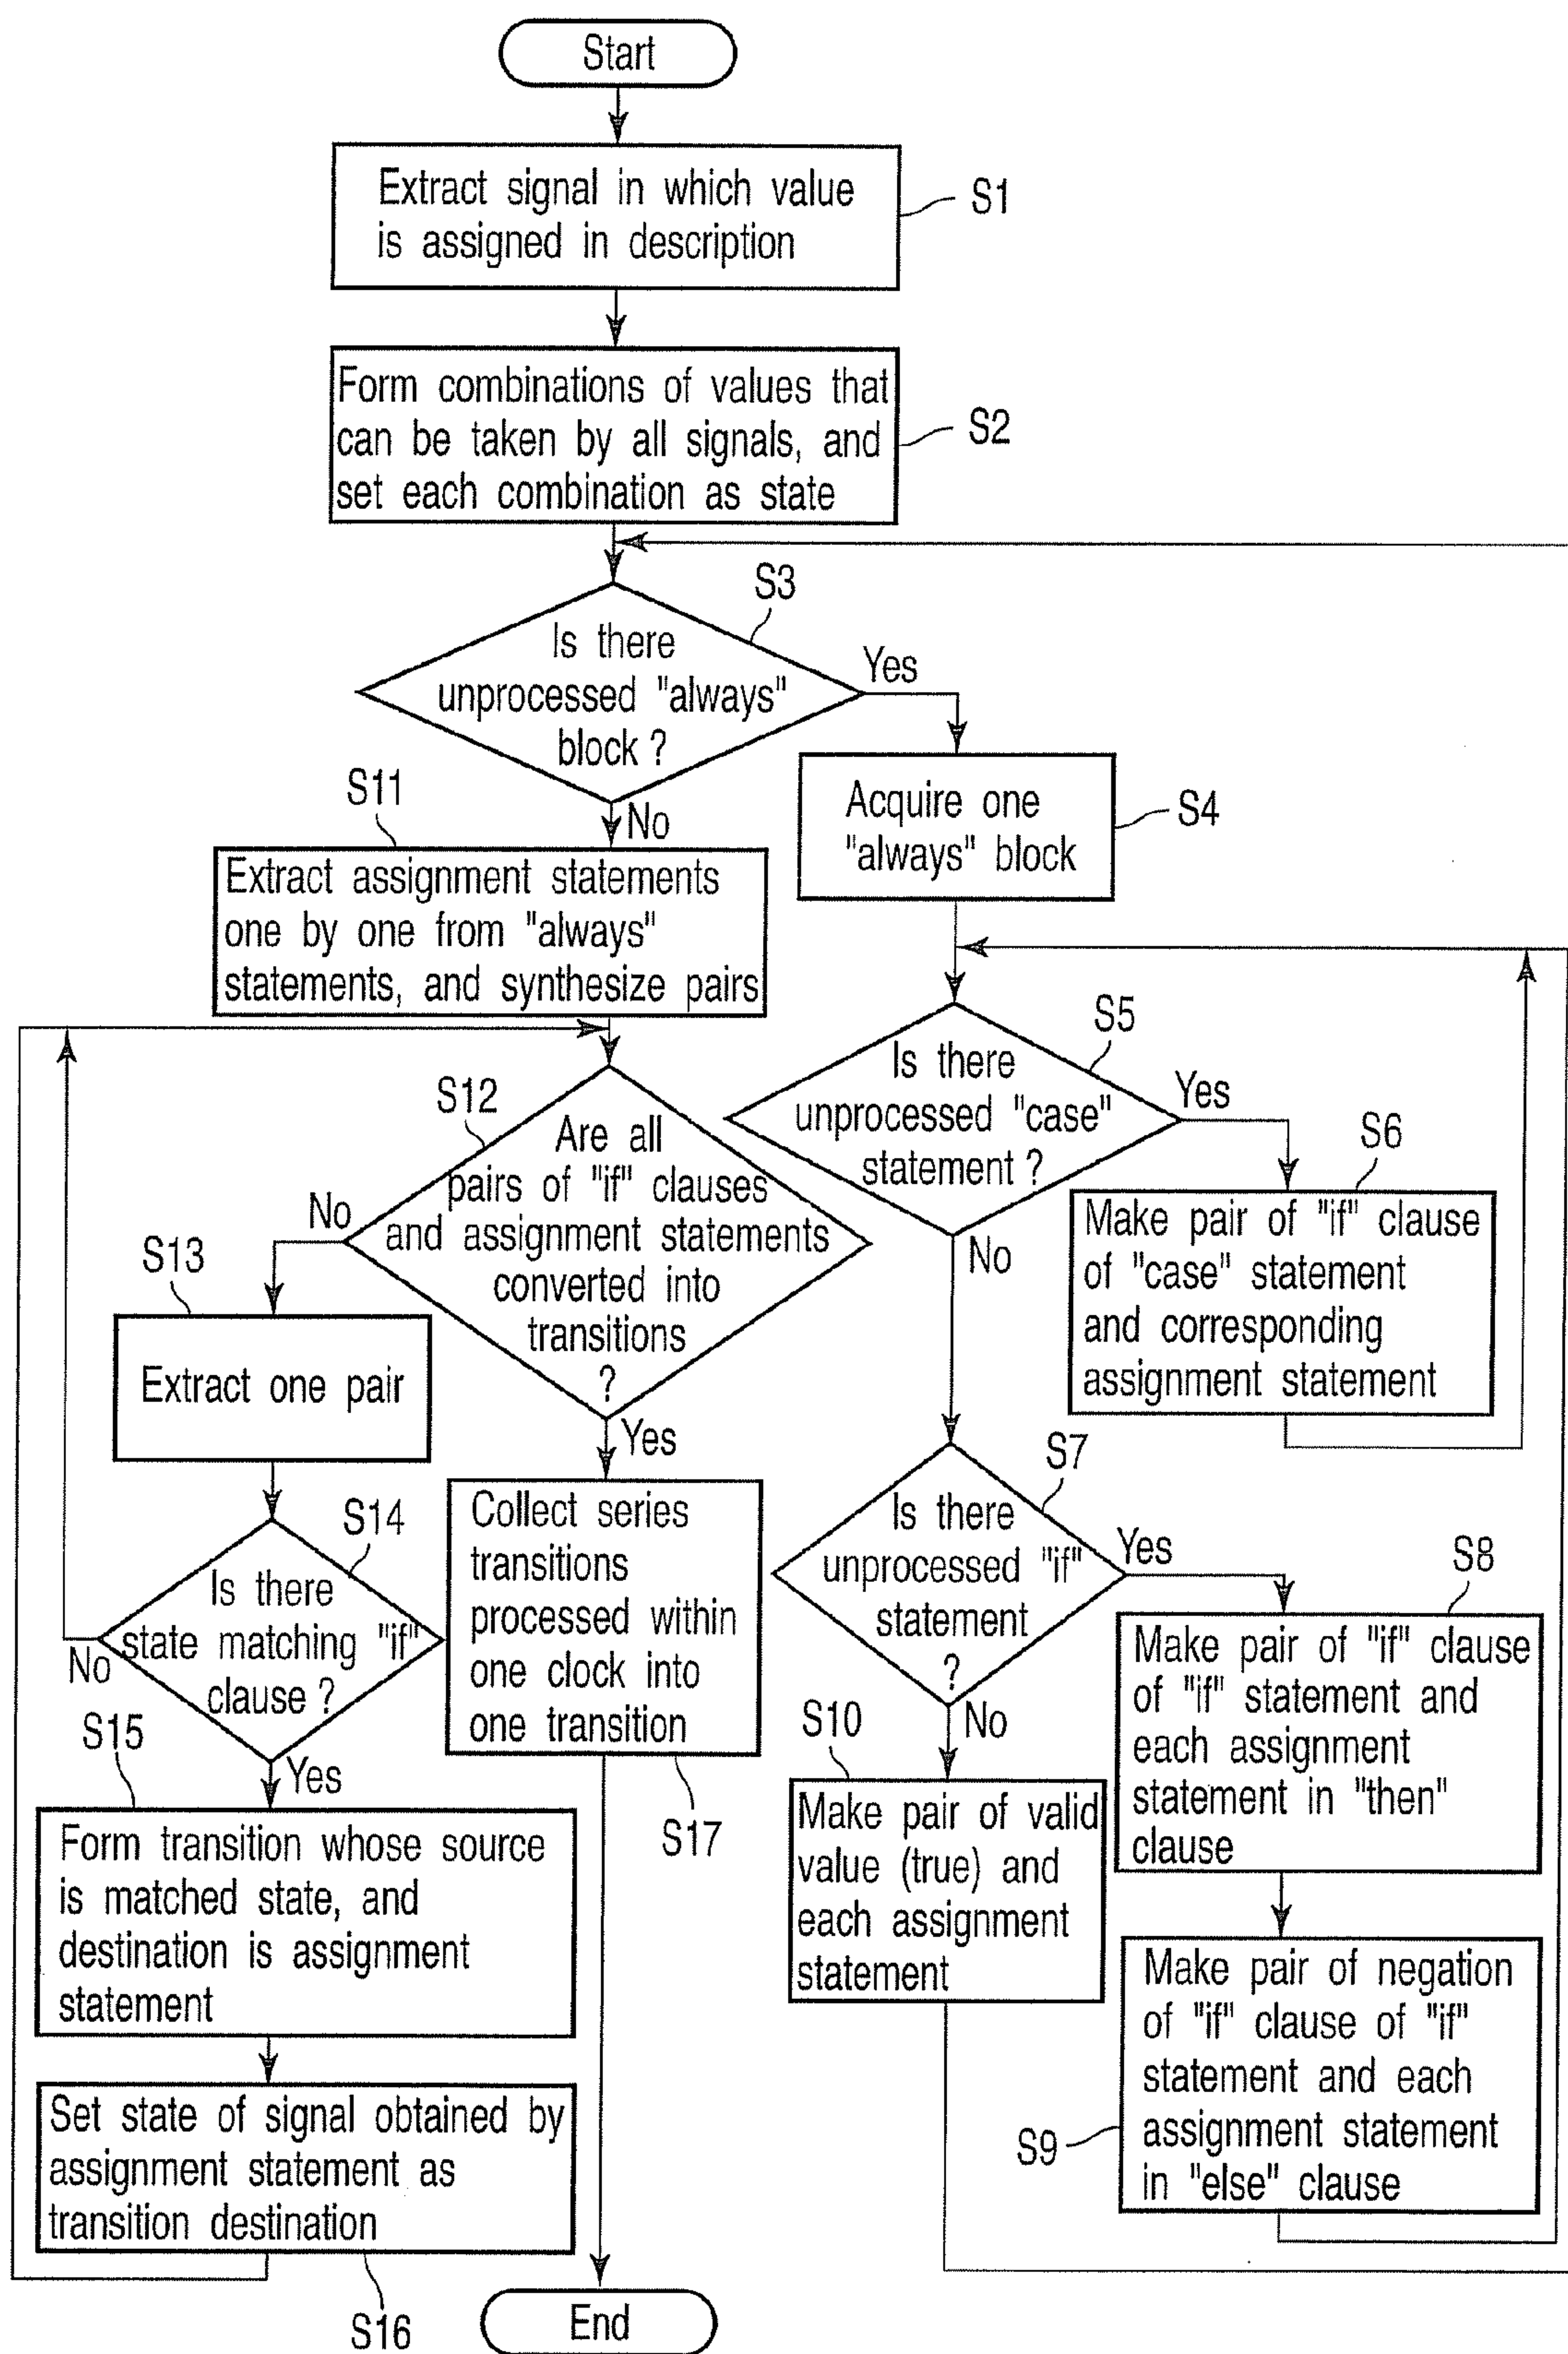 Start
Extract signal in which value
is assigned in description
S1
Form combinations of values that
can be taken by all signals, and
set each combination as state
S2
S3
Is there
unprocessed "always"
block ?
Yes
No
S4
Acquire one
"always" block
S11
Extract assignment statements
one by one from "always"
statements, and synthesize pairs
S5
Is there
unprocessed "case"
statement ?
Yes
No
S6
Make pair of "if" clause
of "case" statement
and corresponding
assignment statement
S12
Are all
pairs of "if" clauses
and assignment statements
converted into
transitions
?
No
Yes
S13
Extract one pair
S14
Is there
state matching "if"
clause ?
No
Yes
S7
Is there
unprocessed "if"
statement
?
Yes
No
S8
Make pair of "if" clause
of "if" statement and
each assignment
statement in "then"
clause
Collect series
transitions
processed within
one clock into
one transition
S17
S10
Make pair of valid
value (true) and
each assignment
statement
S15
Form transition whose source
is matched state, and
destination is assignment
statement
S9
Make pair of negation
of "if" clause of "if"
statement and each
assignment statement
in "else" clause
Set state of signal obtained by
assignment statement as
transition destination
S16
End